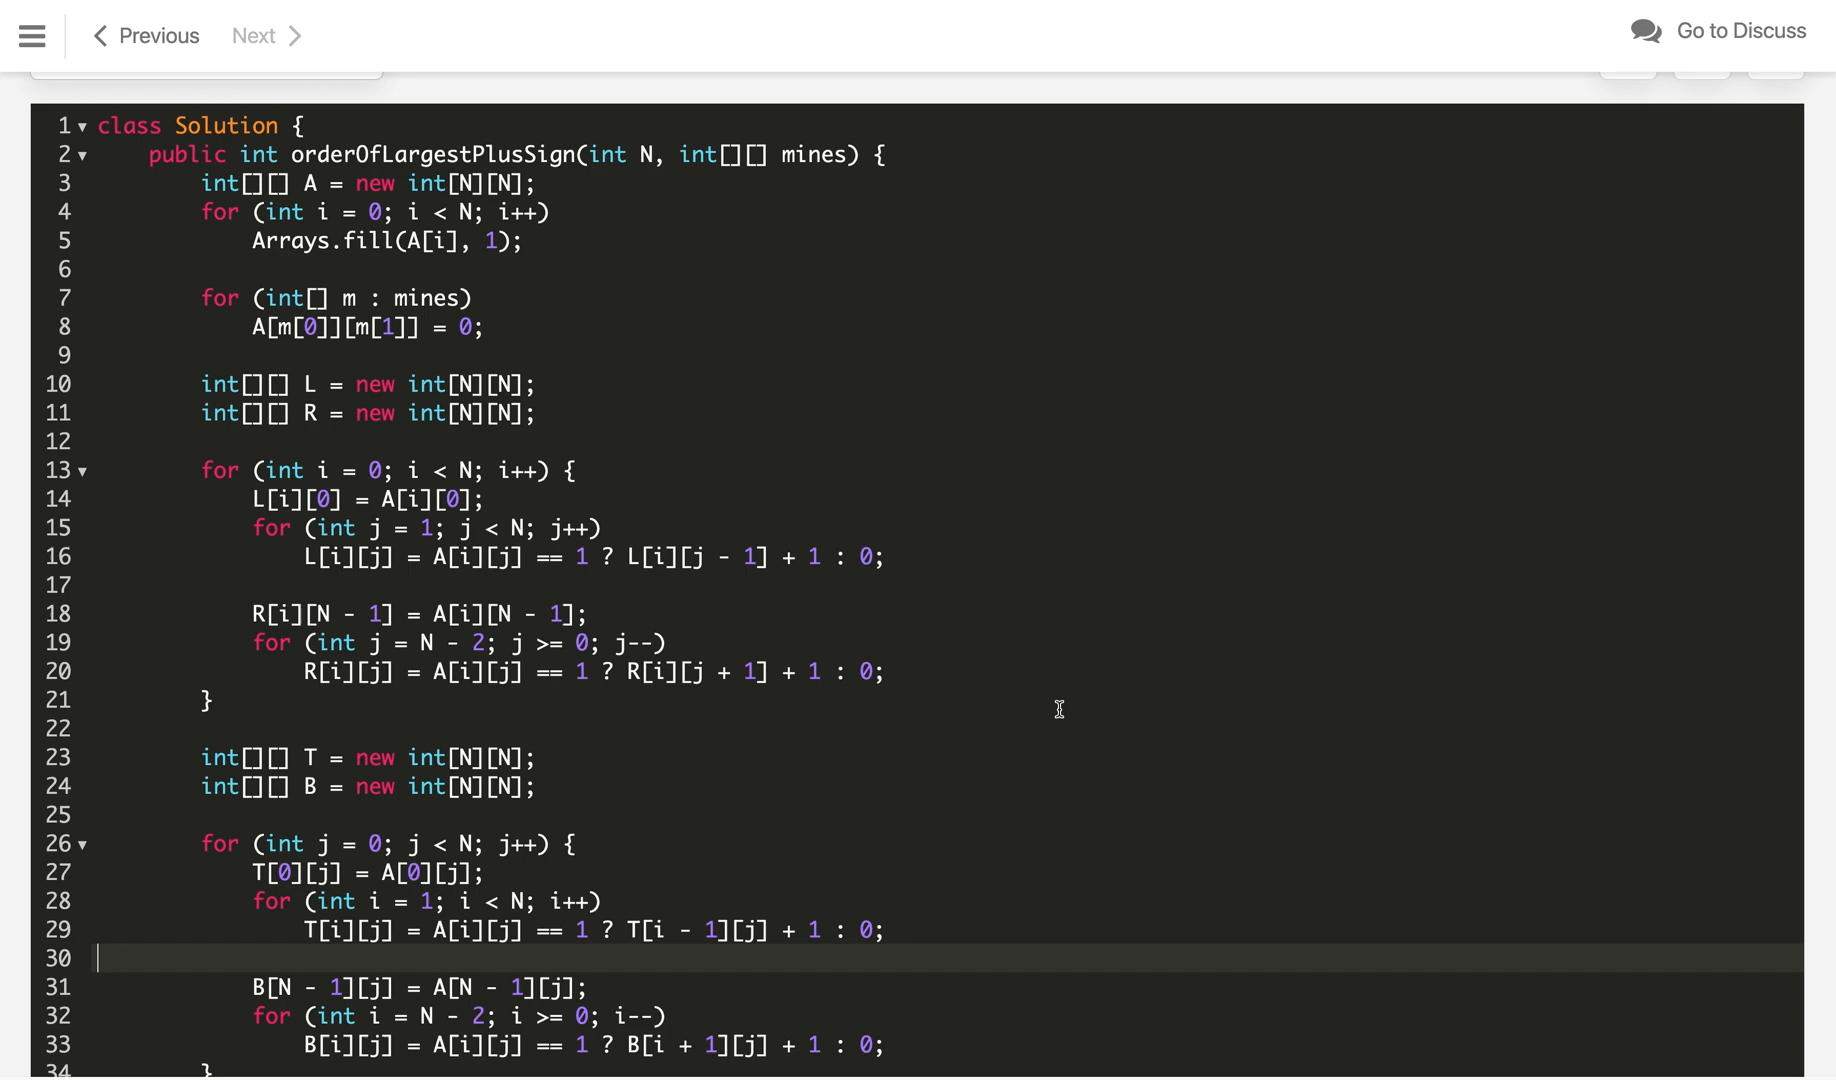 Previous Next Go to Discuss
1 class Solution {
2 public int orderOfLargestPlusSign(int N, int[][] mines) {
3 int[][] A = new int[N][N];
4 for (int i = 0; i < N; i++)
5 Arrays.fill(A[i], 1);
6
7 for (int[] m : mines)
8 A[m[0]][m[1]] = 0;
9
10 int[][] L = new int[N][N];
11 int[][] R = new int[N][N];
12
13 for (int i = 0; i < N; i++) {
14 L[i][0] = A[i][0];
15 for (int j = 1; j < N; j++)
16 L[i][j] = A[i][j] == 1 ? L[i][j - 1] + 1 : 0;
17
18 R[i][N - 1] = A[i][N - 1];
19 for (int j = N - 2; j >= 0; j--)
20 R[i][j] = A[i][j] == 1 ? R[i][j + 1] + 1 : 0;
21 }
22
23 int[][] T = new int[N][N];
24 int[][] B = new int[N][N];
25
26 for (int j = 0; j < N; j++) {
27 T[0][j] = A[0][j];
28 for (int i = 1; i < N; i++)
29 T[i][j] = A[i][j] == 1 ? T[i - 1][j] + 1 : 0;
30
31 B[N - 1][j] = A[N - 1][j];
32 for (int i = N - 2; i >= 0; i--)
33 B[i][j] = A[i][j] == 1 ? B[i + 1][j] + 1 : 0;
34 }